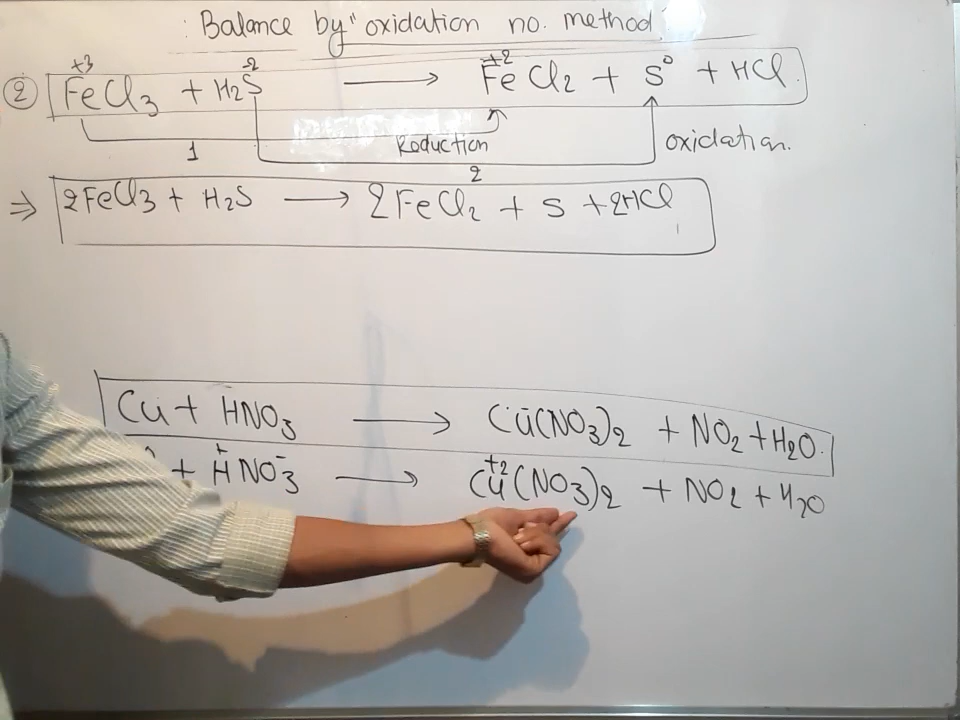 : Balance by "oxidation no. method
+3 -2 +2 0
② FeCl3 + H2S ⟶ FeCl2 + S + HCl.
1 Reduction oxidation.
2
⇒ 2FeCl3 + H2S ⟶ 2FeCl2 + S + 2HCl
Cu + HNO3 ⟶ Cu(NO3)2 + NO2 + H2O.
+ - +2
+ HNO3 ⟶ Cu(NO3)2 + NO2 + H2O